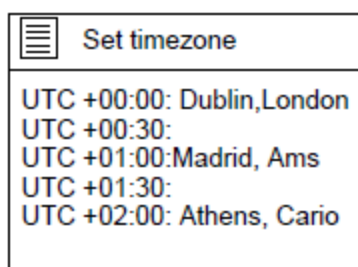 Set timezone
UTC +00:00: Dublin,London
UTC +00:30:
UTC +01:00:Madrid, Ams
UTC +01:30:
UTC +02:00: Athens, Cario